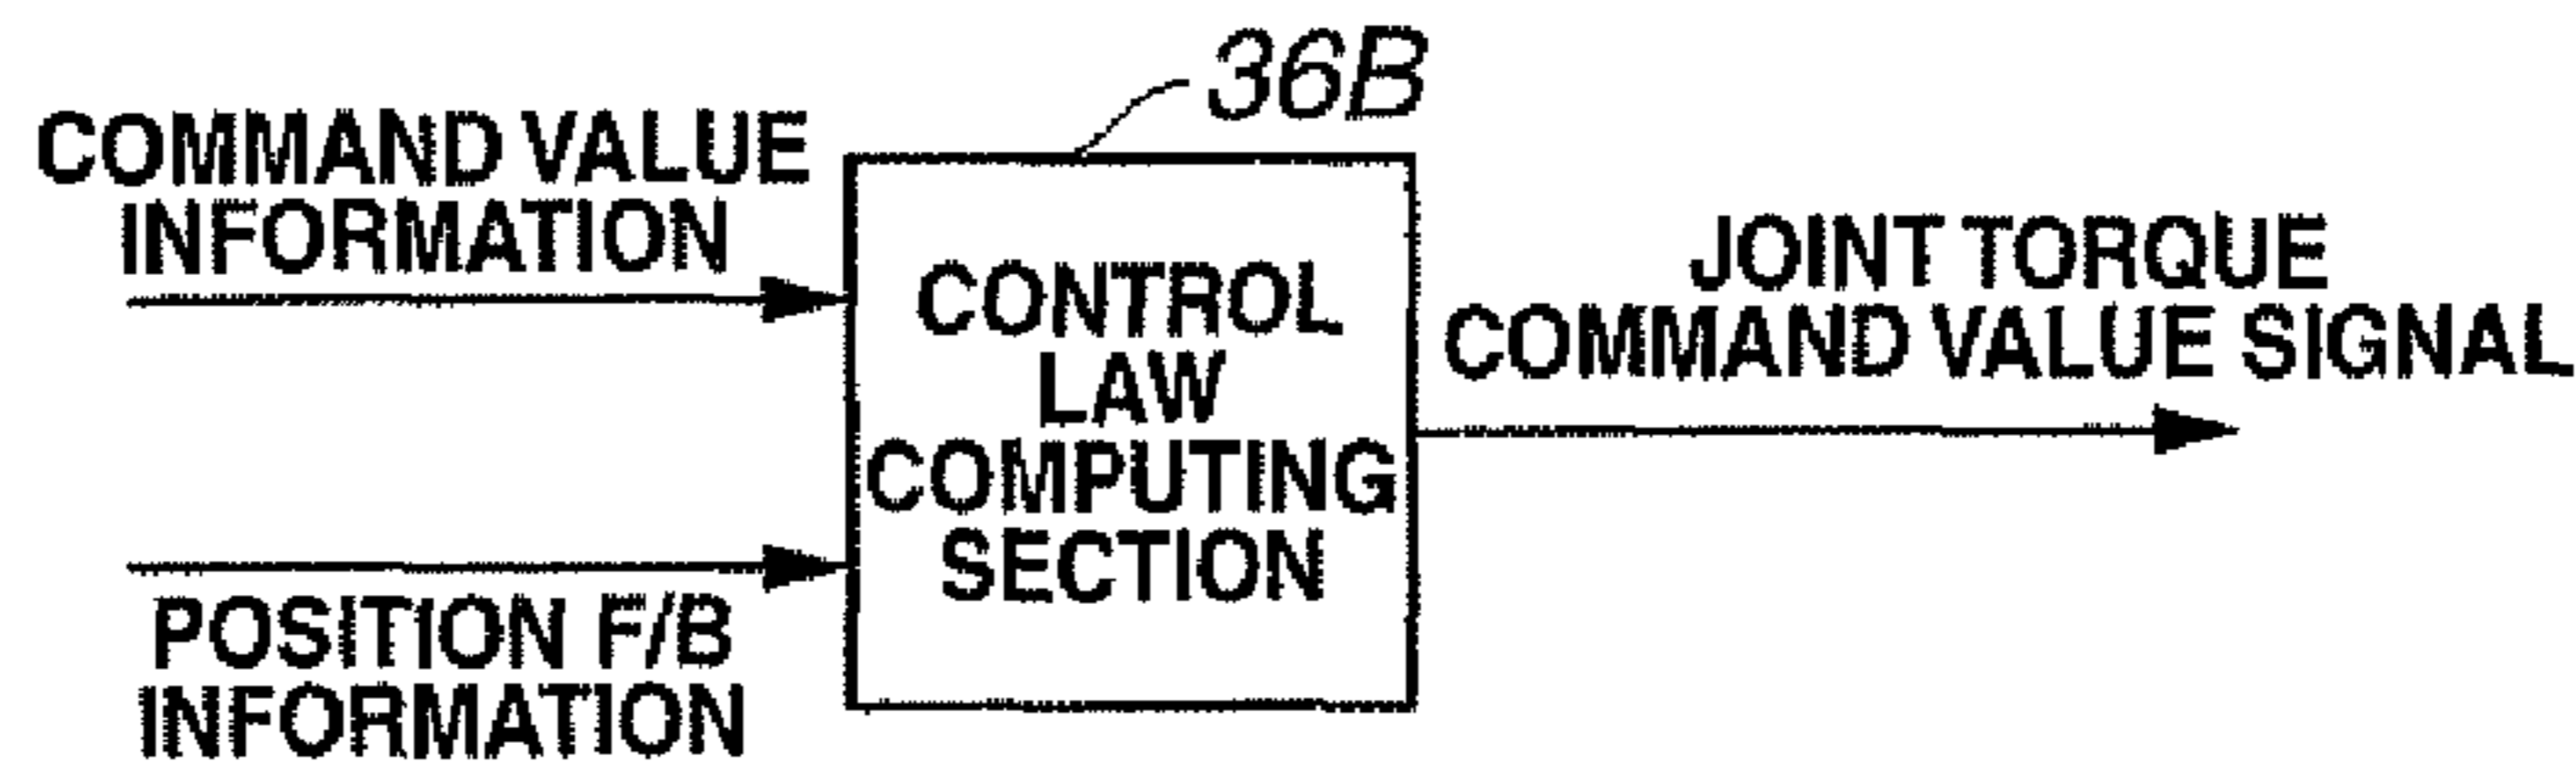 36B
COMMAND VALUE
INFORMATION
CONTROL
LAW
COMPUTING
SECTION
JOINT TORQUE
COMMAND VALUE SIGNAL
POSITION F/B
INFORMATION